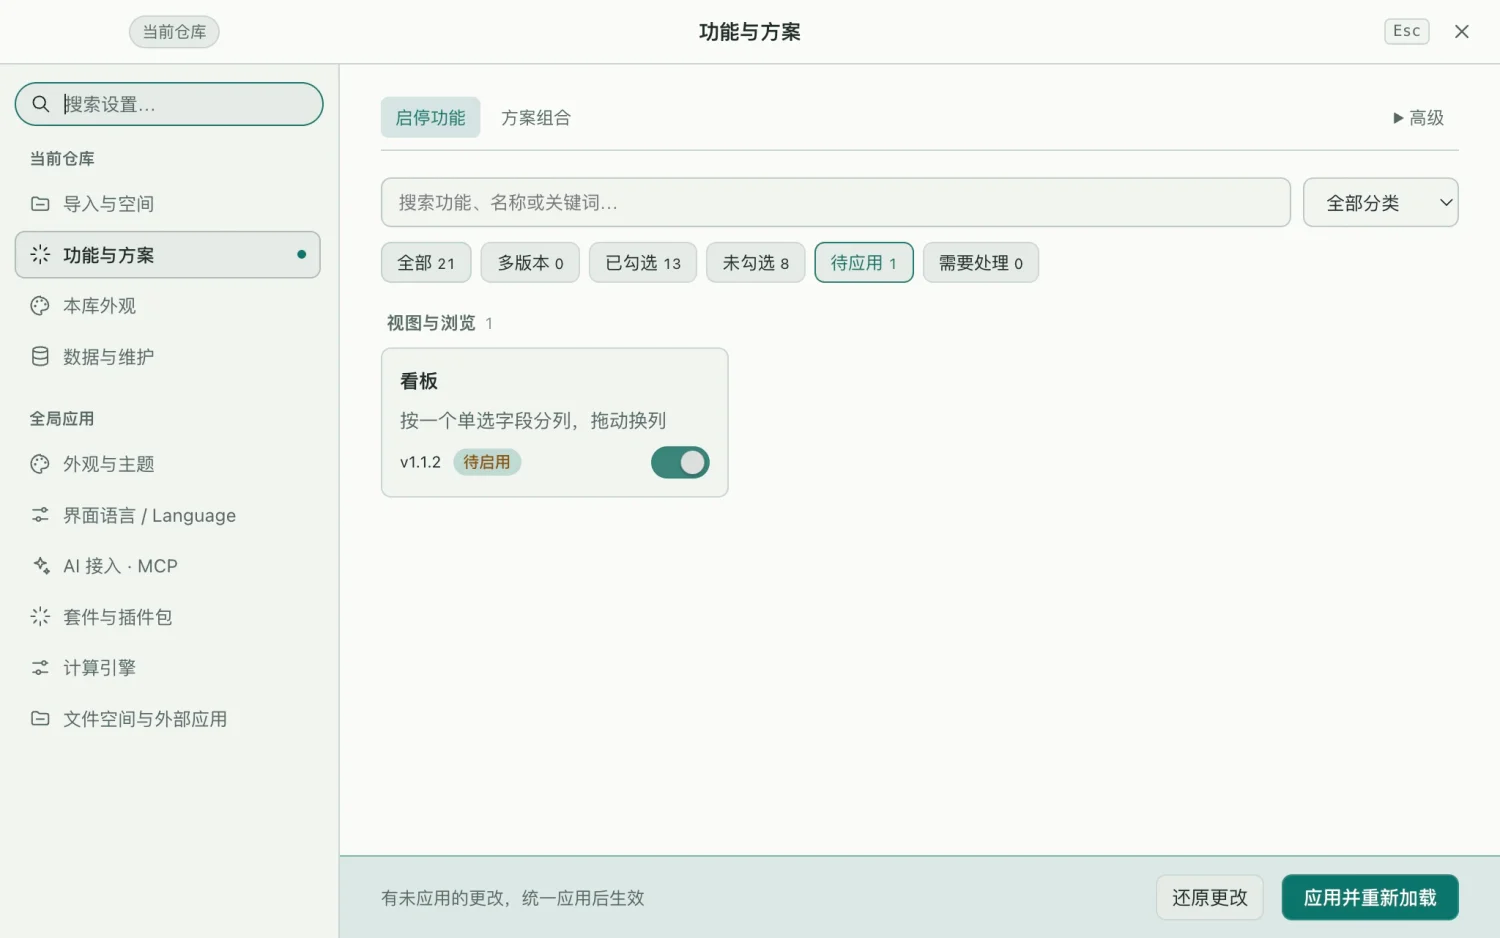 当前仓库
功能与方案
Esc
搜索设置...
当前仓库
导入与空间
功能与方案
本库外观
数据与维护
全局应用
外观与主题
界面语言 / Language
AI 接入 · MCP
套件与插件包
计算引擎
文件空间与外部应用
启停功能
方案组合
高级
搜索功能、名称或关键词...
全部分类
全部 21
多版本 0
已勾选 13
未勾选 8
待应用 1
需要处理 0
视图与浏览 1
看板
按一个单选字段分列，拖动换列
v1.1.2
待启用
有未应用的更改，统一应用后生效
还原更改
应用并重新加载